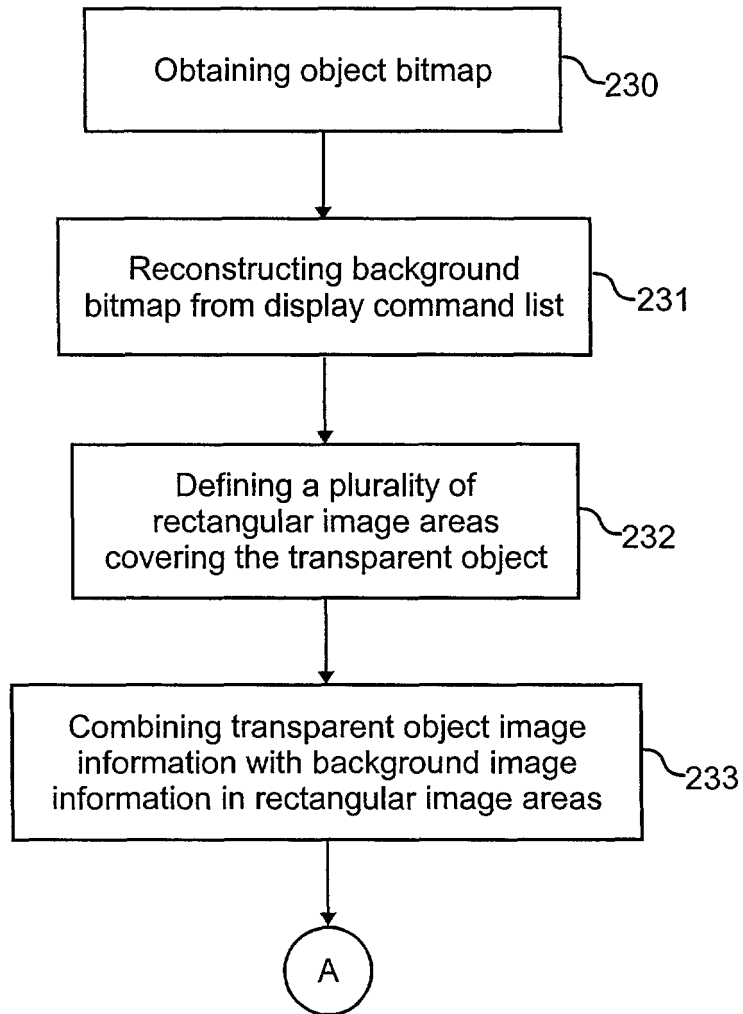 Obtaining object bitmap
230
Reconstructing background
bitmap from display command list
231
Defining a plurality of
rectangular image areas
covering the transparent object
232
Combining transparent object image
information with background image
information in rectangular image areas
233
A